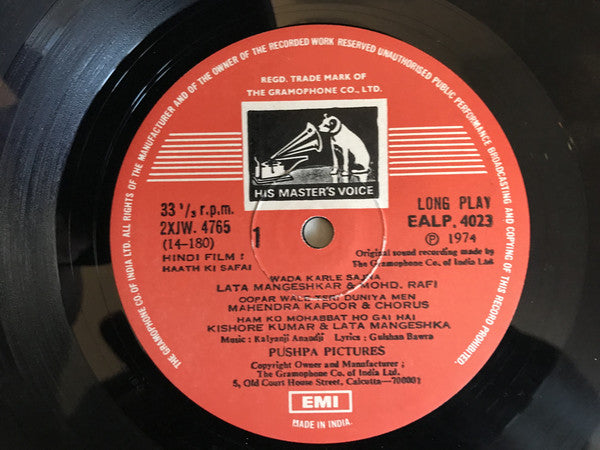 THE GRAMOPHONE CO. OF INDIA LTD. ALL RIGHTS OF THE MANUFACTURER AND OF THE OWNER OF THE RECORDED WORK RESERVED UNAUTHORISED PUBLIC PERFORMANCE BROADCASTING AND COPYING OF THIS RECORD PROHIBITED.
REGD. TRADE MARK OF
THE GRAMOPHONE CO., LTD.
HIS MASTER'S VOICE
33 1/3 r.p.m.
2XJW. 4765
(14-180)
1
LONG PLAY
EALP. 4023
Ⓟ 1974
HINDI FILM :
HAATH KI SAFAI
Original sound recording made by
The Gramophone Co. of India Ltd
WADA KARLE SAJNA
LATA MANGESHKAR & MOHD. RAFI
OOPAR WALE TERI DUNIYA MEN
MAHENDRA KAPOOR & CHORUS
HAM KO MOHABBAT HO GAI HAI
KISHORE KUMAR & LATA MANGESHKA
Music : Kalyanji Anandji Lyrics : Gulshan Bawra
PUSHPA PICTURES
Copyright Owner and Manufacturer ;
The Gramophone Co. of India Ltd.
5, Old Court House Street, Calcutta-700001
EMI
MADE IN INDIA.